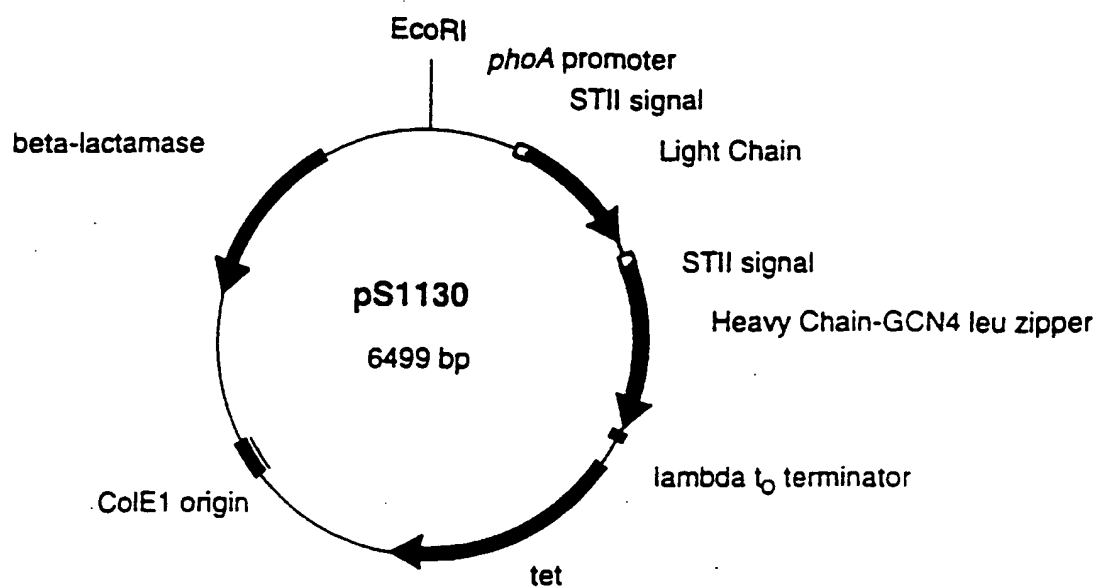 EcoRI
phoA promoter
STII signal
beta-lactamase
Light Chain
STII signal
pS1130
Heavy Chain-GCN4 leu zipper
6499 bp
lambda tO terminator
ColE1 origin
tet